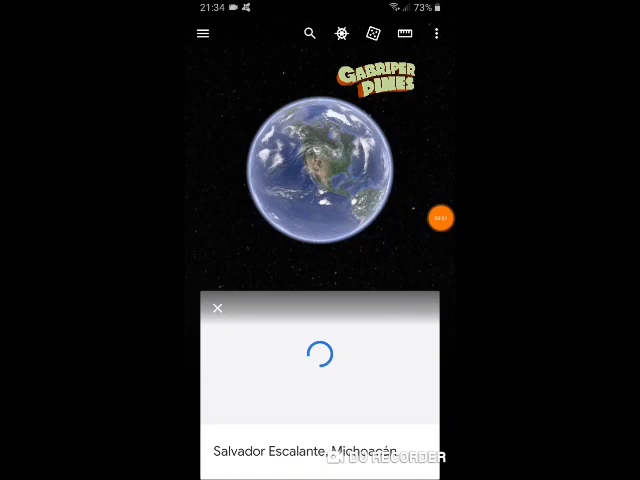 21:34
73%
GABRIPER
PINES
Salvador Escalante, Michoacán
DU RECORDER